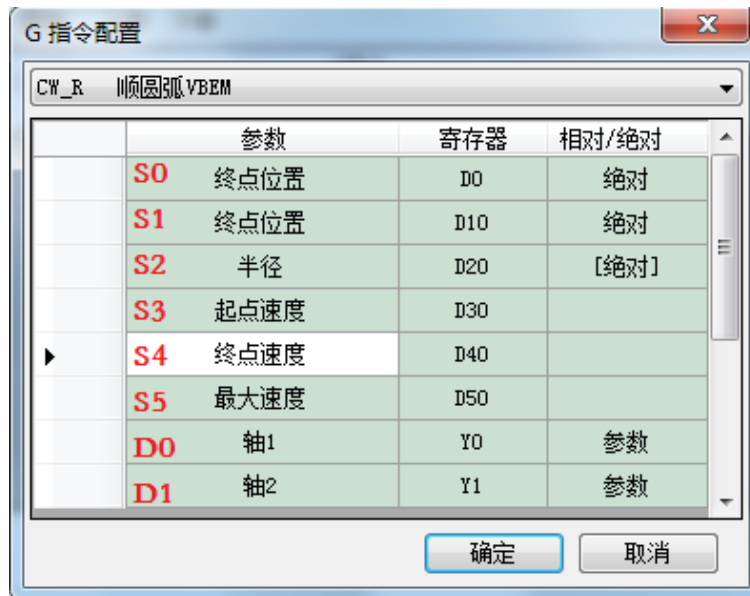 G 指令配置
CW_R 顺圆弧VBEM
参数 寄存器 相对/绝对
S0 终点位置 D0 绝对
S1 终点位置 D10 绝对
S2 半径 D20 [绝对]
S3 起点速度 D30
S4 终点速度 D40
S5 最大速度 D50
D0 轴1 Y0 参数
D1 轴2 Y1 参数
确定 取消